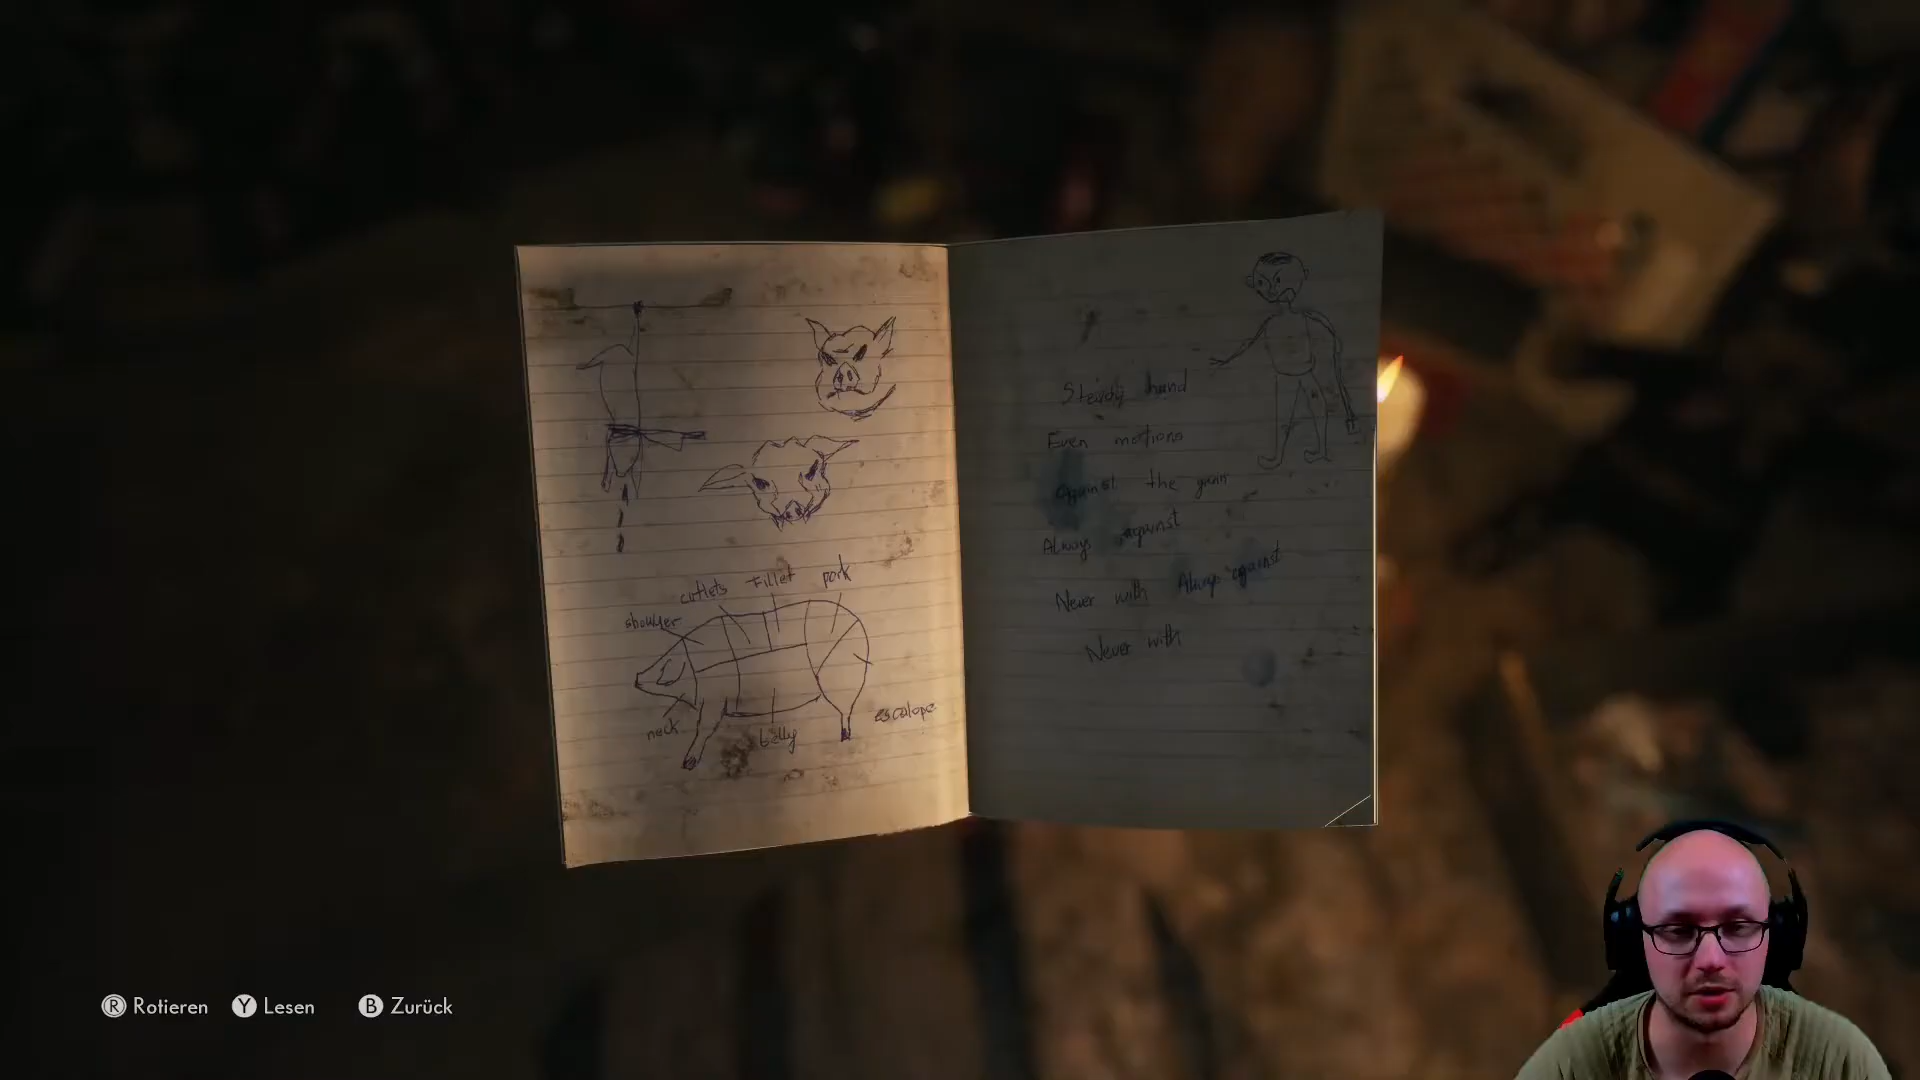 cutlets Fillet pork
shoulder
neck
belly
escalope
Steady hand
Even motions
against the grain
Always against
Never with Always against
Never with
R Rotieren Y Lesen B Zurück